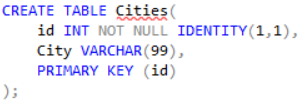 CREATE TABLE Cities(
    id INT NOT NULL IDENTITY(1,1),
    City VARCHAR(99),
    PRIMARY KEY (id)
);